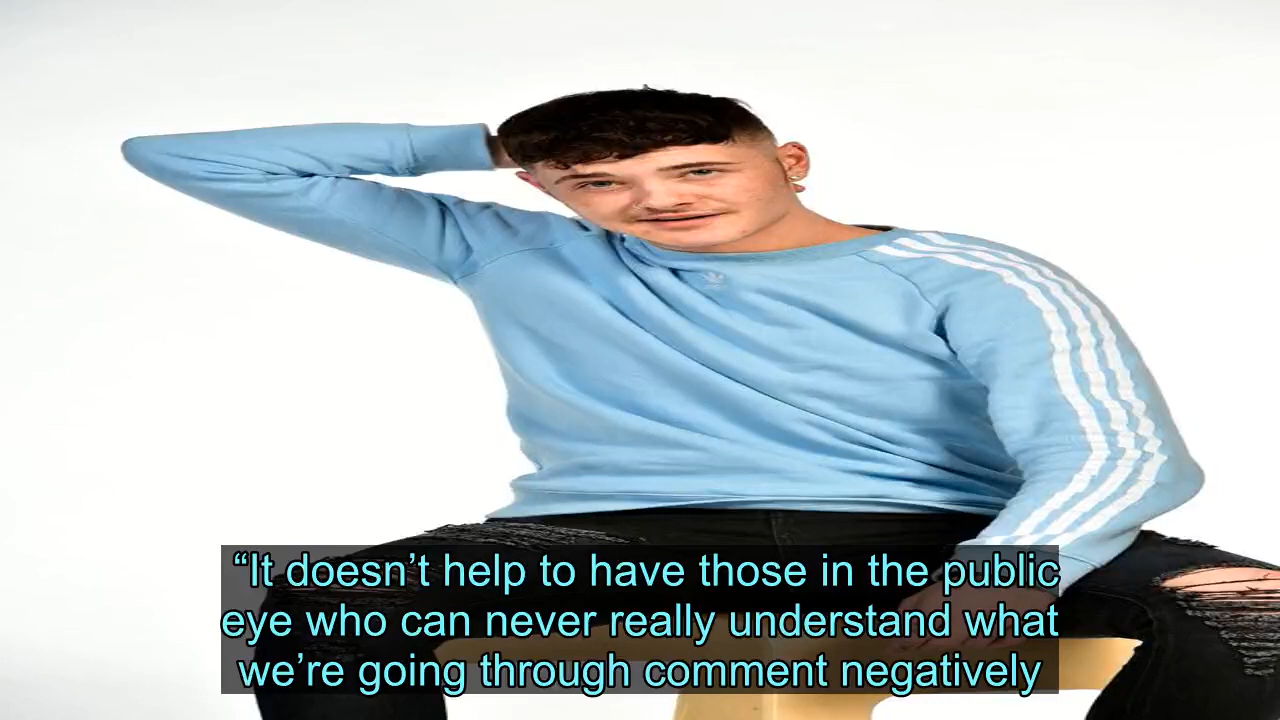 “It doesn’t help to have those in the public
eye who can never really understand what
we’re going through comment negatively